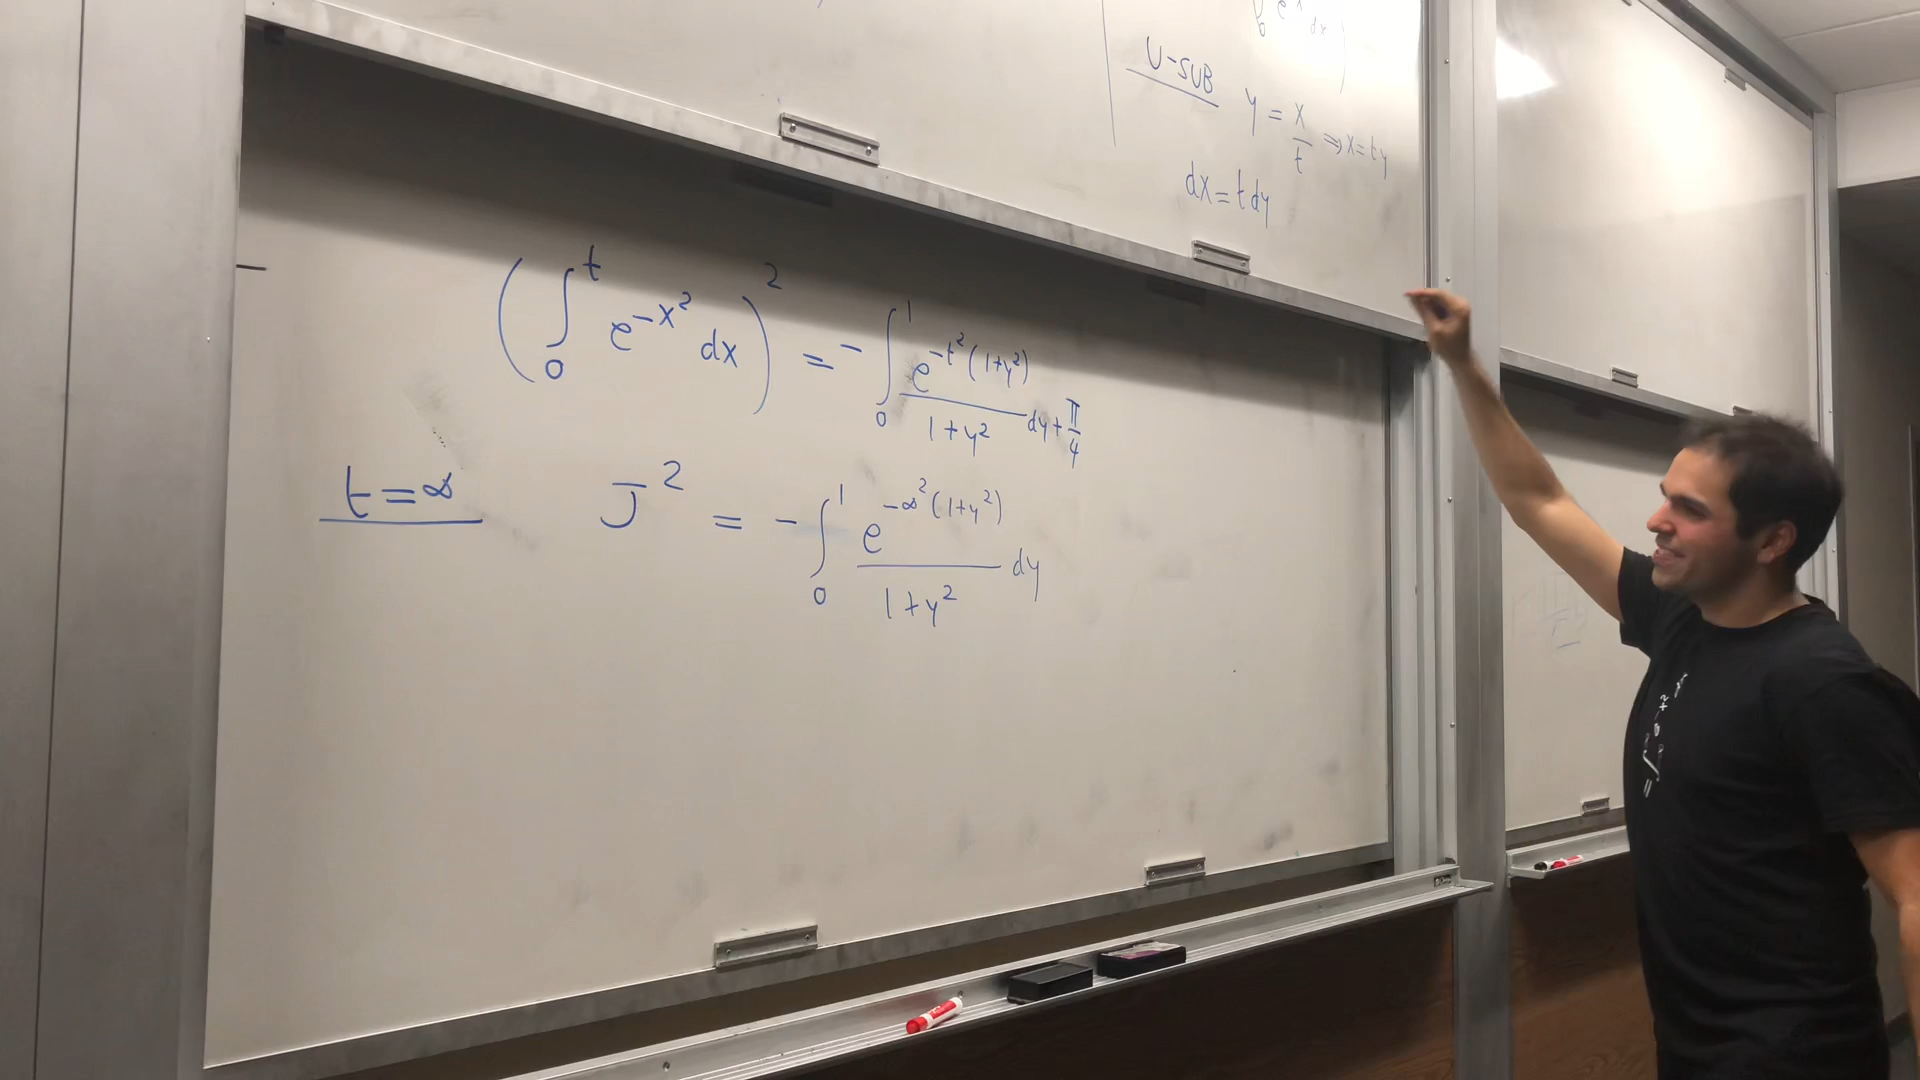 e^x dx )
U-SUB
y = x/t ⇒ x = ty
dx = t dy
( ∫₀ᵗ e^{-x²} dx )² = - ∫₀¹ e^{-t²(1+y²)}/(1+y²) dy + π/4
t = ∞ J² = - ∫₀¹ e^{-∞²(1+y²)}/(1+y²) dy